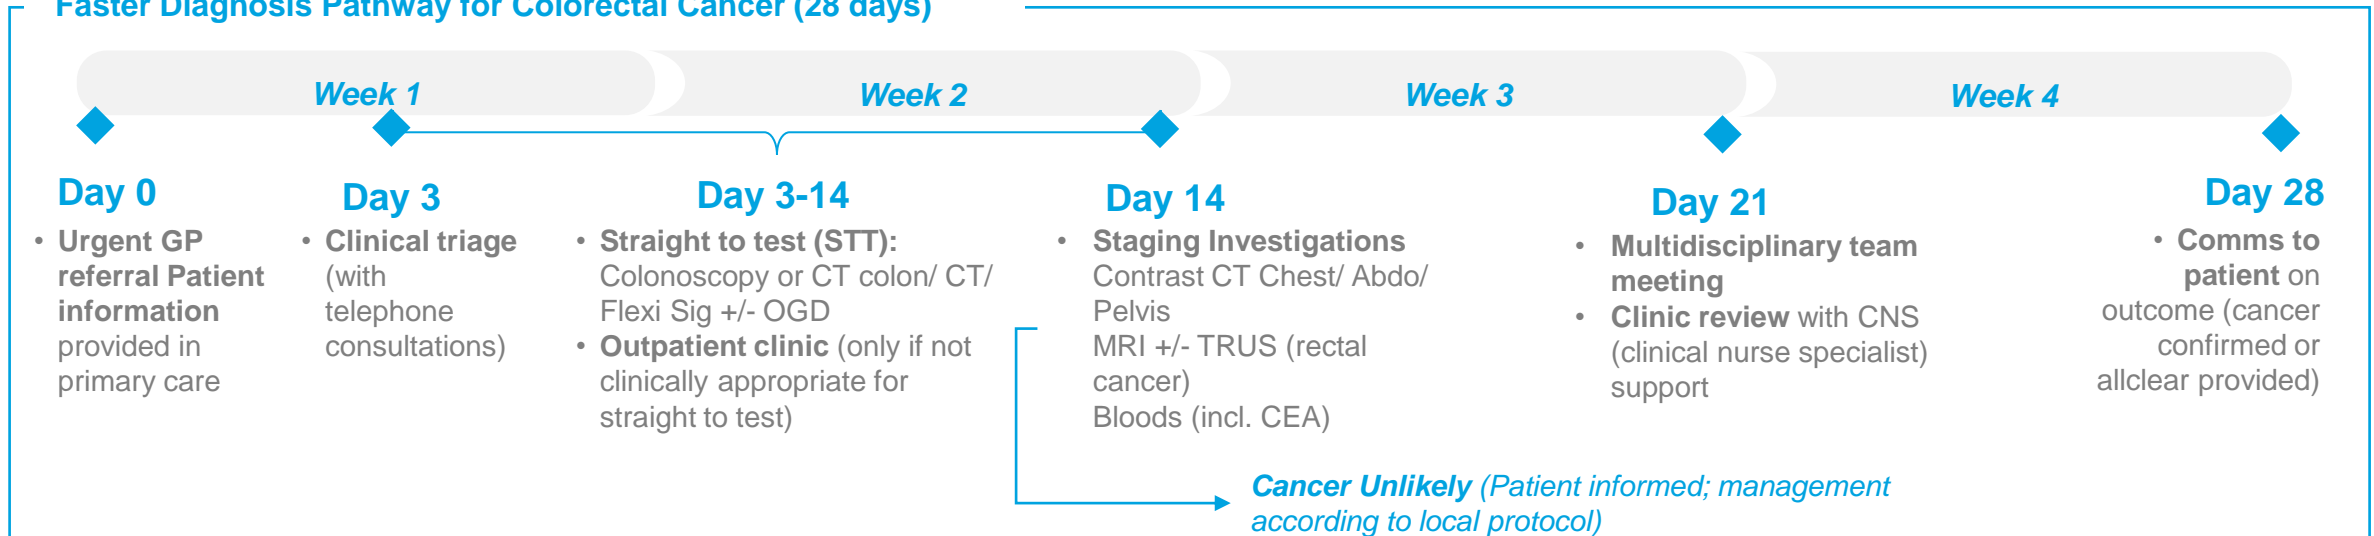 Faster Diagnosis Pathway for Colorectal Cancer (28 days)
Week 1
Week 2
Week 3
Week 4
Day 0
• Urgent GP
referral Patient
information
provided in
primary care
Day 3
• Clinical triage
(with
telephone
consultations)
Day 3-14
• Straight to test (STT):
Colonoscopy or CT colon/ CT/
Flexi Sig +/- OGD
• Outpatient clinic (only if not
clinically appropriate for
straight to test)
Day 14
• Staging Investigations
Contrast CT Chest/ Abdo/
Pelvis
MRI +/- TRUS (rectal
cancer)
Bloods (incl. CEA)
Cancer Unlikely (Patient informed; management
according to local protocol)
Day 21
• Multidisciplinary team
meeting
• Clinic review with CNS
(clinical nurse specialist)
support
Day 28
• Comms to
patient on
outcome (cancer
confirmed or
allclear provided)